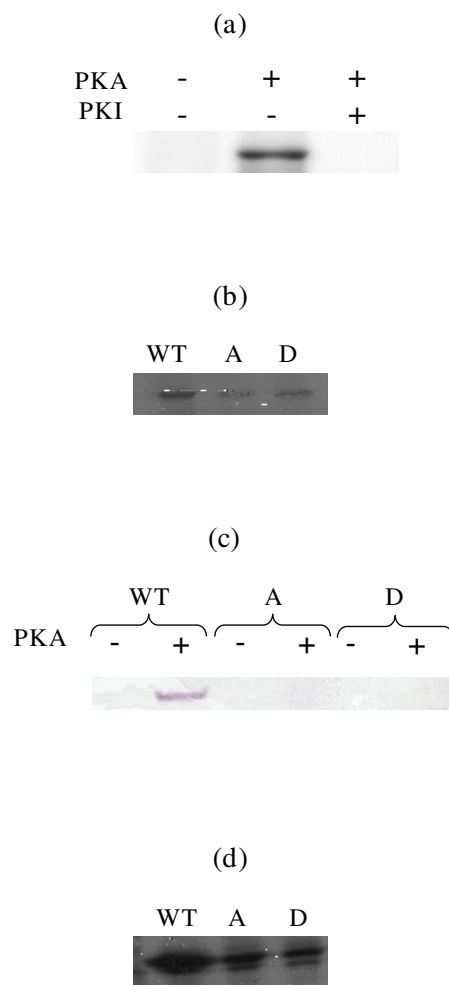 (a)
PKA - + +
PKI - - +
(b)
WT A D
(c)
WT A D
PKA - + - + - +
(d)
WT A D